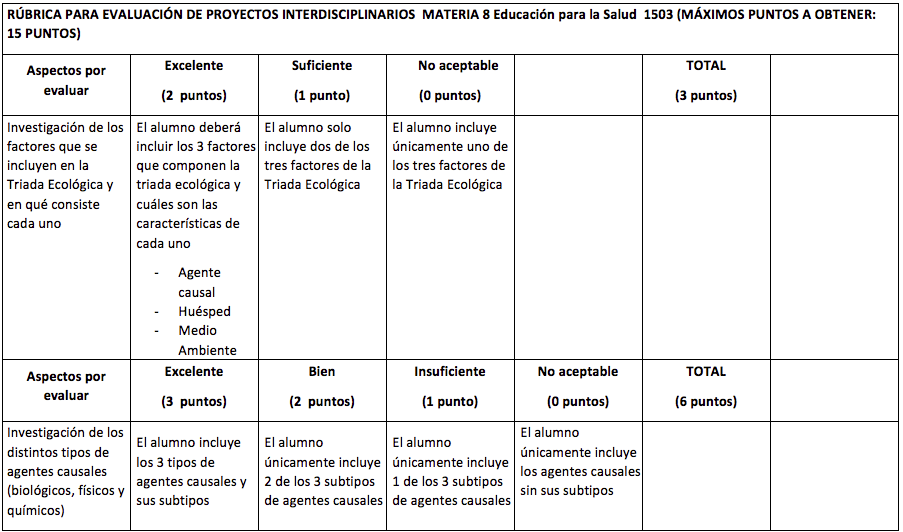 RÚBRICA PARA EVALUACIÓN DE PROYECTOS INTERDISCIPLINARIOS MATERIA 8 Educación para la Salud 1503 (MÁXIMOS PUNTOS A OBTENER:
15 PUNTOS)
Aspectos por
evaluar
Excelente
(2 puntos)
Suficiente
(1 punto)
No aceptable
(0 puntos)
TOTAL
(3 puntos)
Investigación de los
factores que se
incluyen en la
Triada Ecológica y
en qué consiste
cada uno
El alumno deberá
incluir los 3 factores
que componen la
triada ecológica y
cuáles son las
características de
cada uno
- Agente
causal
- Huésped
- Medio
Ambiente
El alumno solo
incluye dos de los
tres factores de la
Triada Ecológica
El alumno incluye
únicamente uno de
los tres factores de
la Triada Ecológica
Aspectos por
evaluar
Excelente
(3 puntos)
Bien
(2 puntos)
Insuficiente
(1 punto)
No aceptable
(0 puntos)
TOTAL
(6 puntos)
Investigación de los
distintos tipos de
agentes causales
(biológicos, físicos y
químicos)
El alumno incluye
los 3 tipos de
agentes causales y
sus subtipos
El alumno
únicamente incluye
2 de los 3 subtipos
de agentes causales
El alumno
únicamente incluye
1 de los 3 subtipos
de agentes causales
El alumno
únicamente incluye
los agentes causales
sin sus subtipos